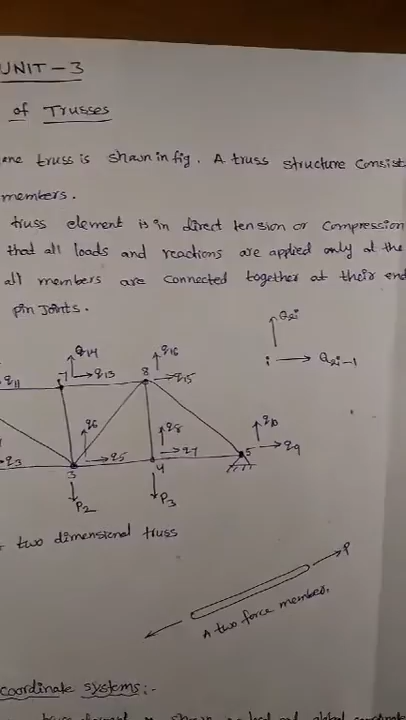 UNIT-3
of Trusses
ane truss is shown in fig. A truss structure consist
members.
truss element is in direct tension or compression
that all loads and reactions are applied only at the
all members are connected together at their end
pin joints.
Q2i
i Q2i-1
q14 q16
q11 7 q13 8 q15
q6 q8 q10
q3 3 q5 4 q7 5 q9
P2 P3
two dimensional truss
P
A two force member.
coordinate systems:-